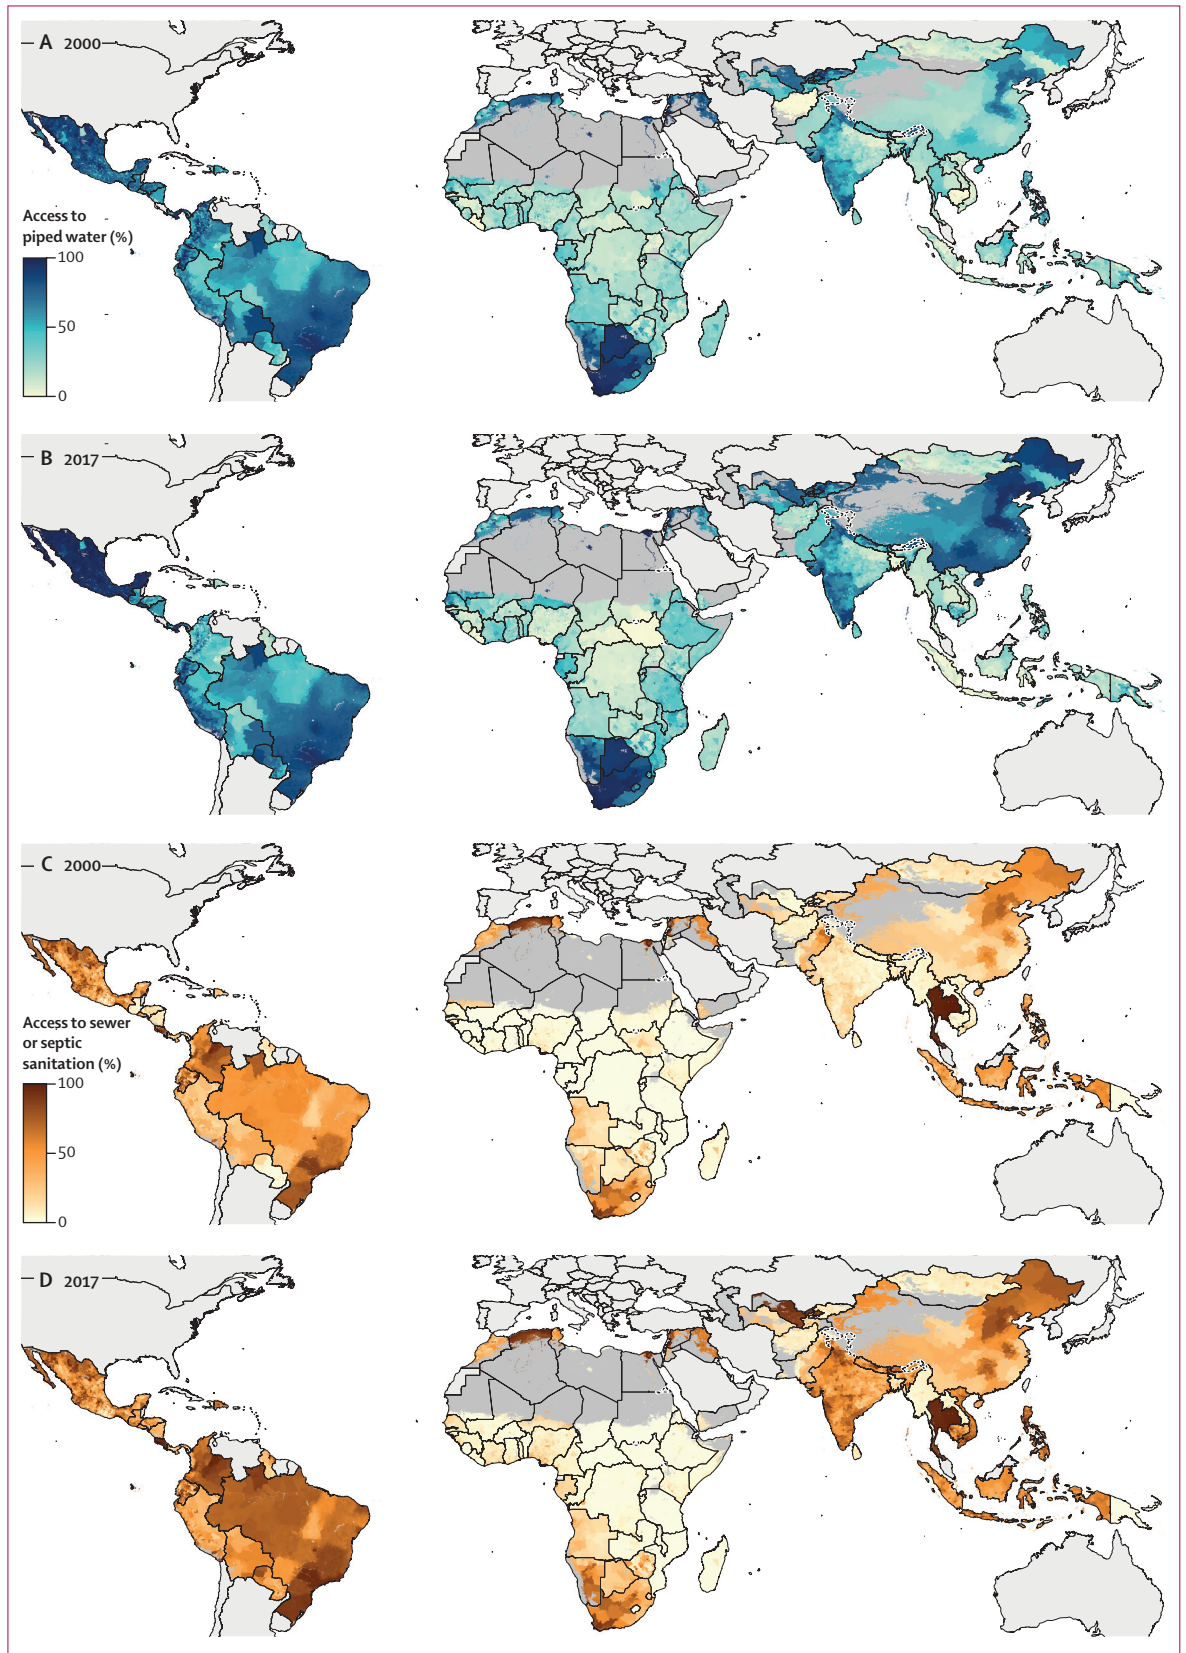 A 2000
Access to
piped water (%)
100
50
0
B 2017
C 2000
Access to sewer
or septic
sanitation (%)
100
50
0
D 2017